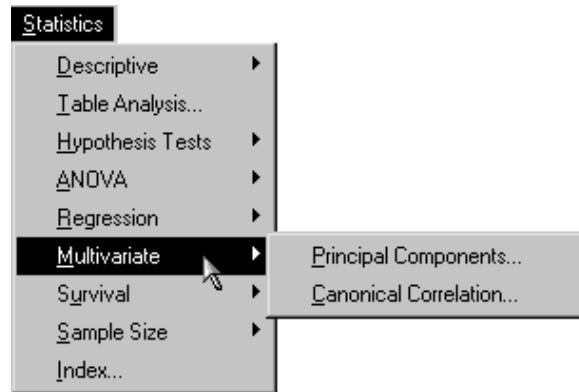 Statistics
Descriptive
Table Analysis...
Hypothesis Tests
ANOVA
Regression
Multivariate
Principal Components...
Survival
Canonical Correlation...
Sample Size
Index...